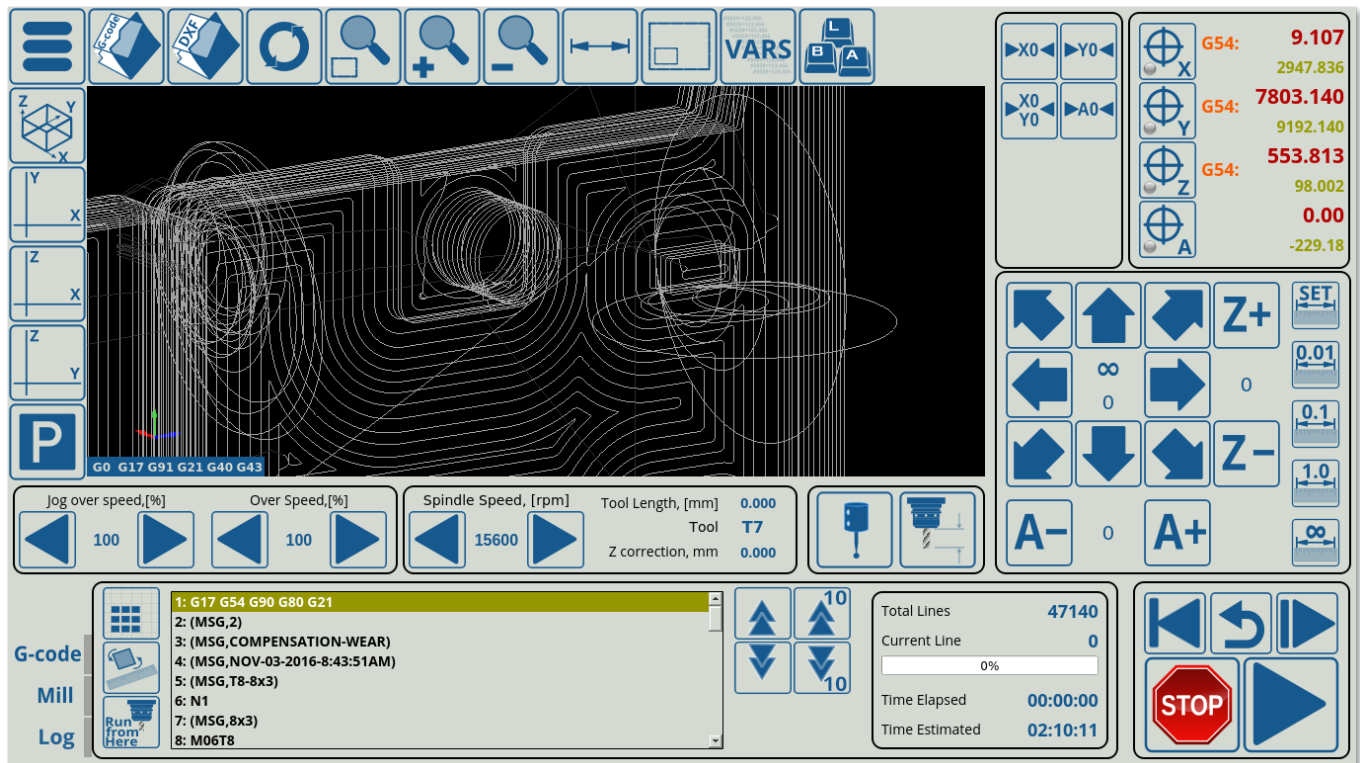 G-code
DXF
VARS
L
B
A
X0
Y0
X0
Y0
A0
X
G54:
9.107
2947.836
Y
G54:
7803.140
9192.140
Z
G54:
553.813
98.002
A
0.00
-229.18
Z
Y
X
Y
X
Z
X
Z
Y
P
G0 G17 G91 G21 G40 G43
Z+
SET
0.01
∞
0
0
0.1
Z−
1.0
A−
0
A+
∞
Jog over speed,[%]
100
Over Speed,[%]
100
Spindle Speed, [rpm]
15600
Tool Length, [mm]
0.000
Tool
T7
Z correction, mm
0.000
G-code
Mill
Log
Run
from
Here
1: G17 G54 G90 G80 G21
2: (MSG,2)
3: (MSG,COMPENSATION-WEAR)
4: (MSG,NOV-03-2016-8:43:51AM)
5: (MSG,T8-8x3)
6: N1
7: (MSG,8x3)
8: M06T8
10
10
Total Lines 47140
Current Line 0
0%
Time Elapsed 00:00:00
Time Estimated 02:10:11
STOP